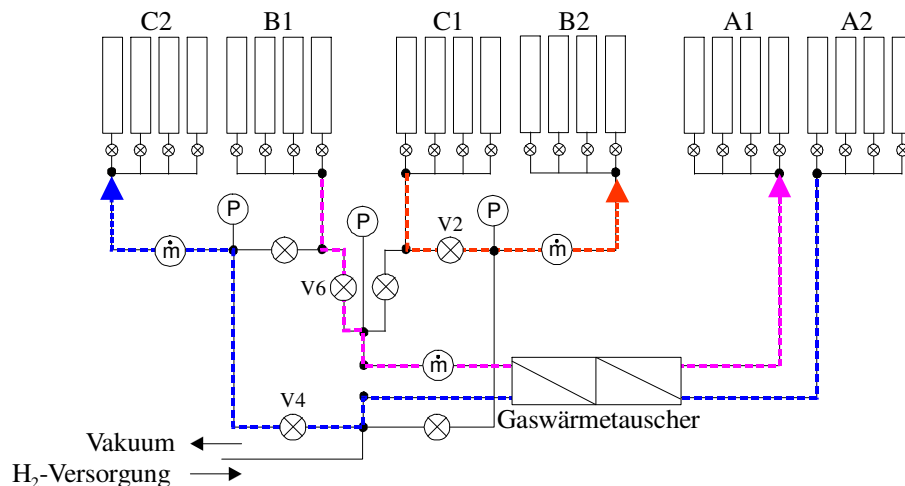 C2 B1 C1 B2 A1 A2
P P P
V2
ṁ ṁ
V6
ṁ
V4
Gaswärmetauscher
Vakuum
H₂-Versorgung